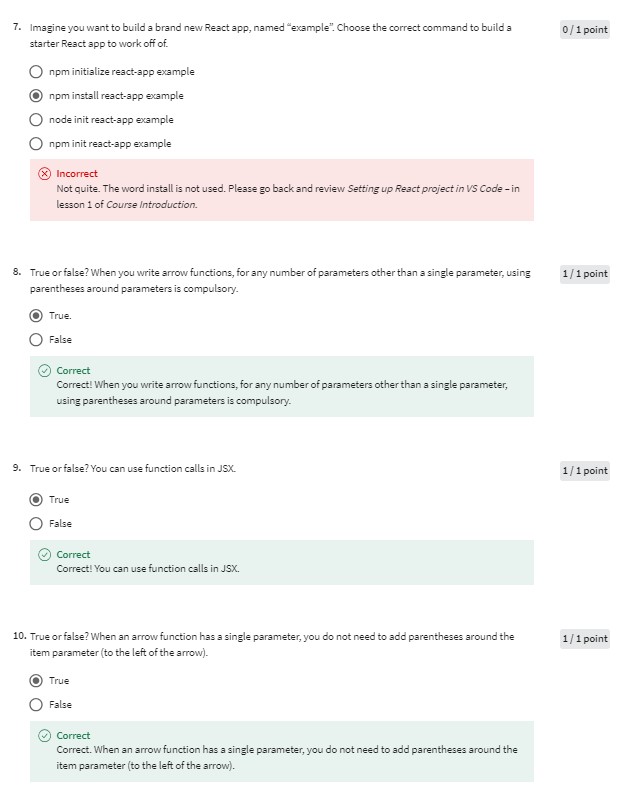 7. Imagine you want to build a brand new React app, named "example". Choose the correct command to build a
0 / 1 point
starter React app to work off of.
npm initialize react-app example
npm install react-app example
node init react-app example
npm init react-app example
Incorrect
Not quite. The word install is not used. Please go back and review Setting up React project in VS Code – in
lesson 1 of Course Introduction.
8. True or false? When you write arrow functions, for any number of parameters other than a single parameter, using
1 / 1 point
parentheses around parameters is compulsory.
True.
False
Correct
Correct! When you write arrow functions, for any number of parameters other than a single parameter,
using parentheses around parameters is compulsory.
9. True or false? You can use function calls in JSX.
1 / 1 point
True
False
Correct
Correct! You can use function calls in JSX.
10. True or false? When an arrow function has a single parameter, you do not need to add parentheses around the
1 / 1 point
item parameter (to the left of the arrow).
True
False
Correct
Correct. When an arrow function has a single parameter, you do not need to add parentheses around the
item parameter (to the left of the arrow).